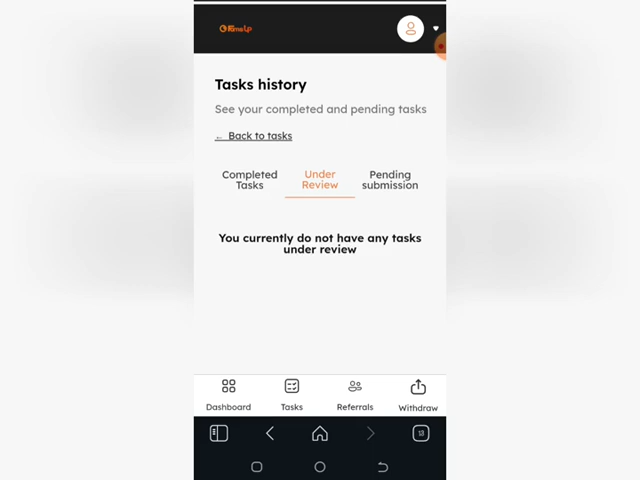 Tasks history
See your completed and pending tasks
← Back to tasks
Completed Tasks
Under Review
Pending submission
You currently do not have any tasks
under review
Dashboard
Tasks
Referrals
Withdraw